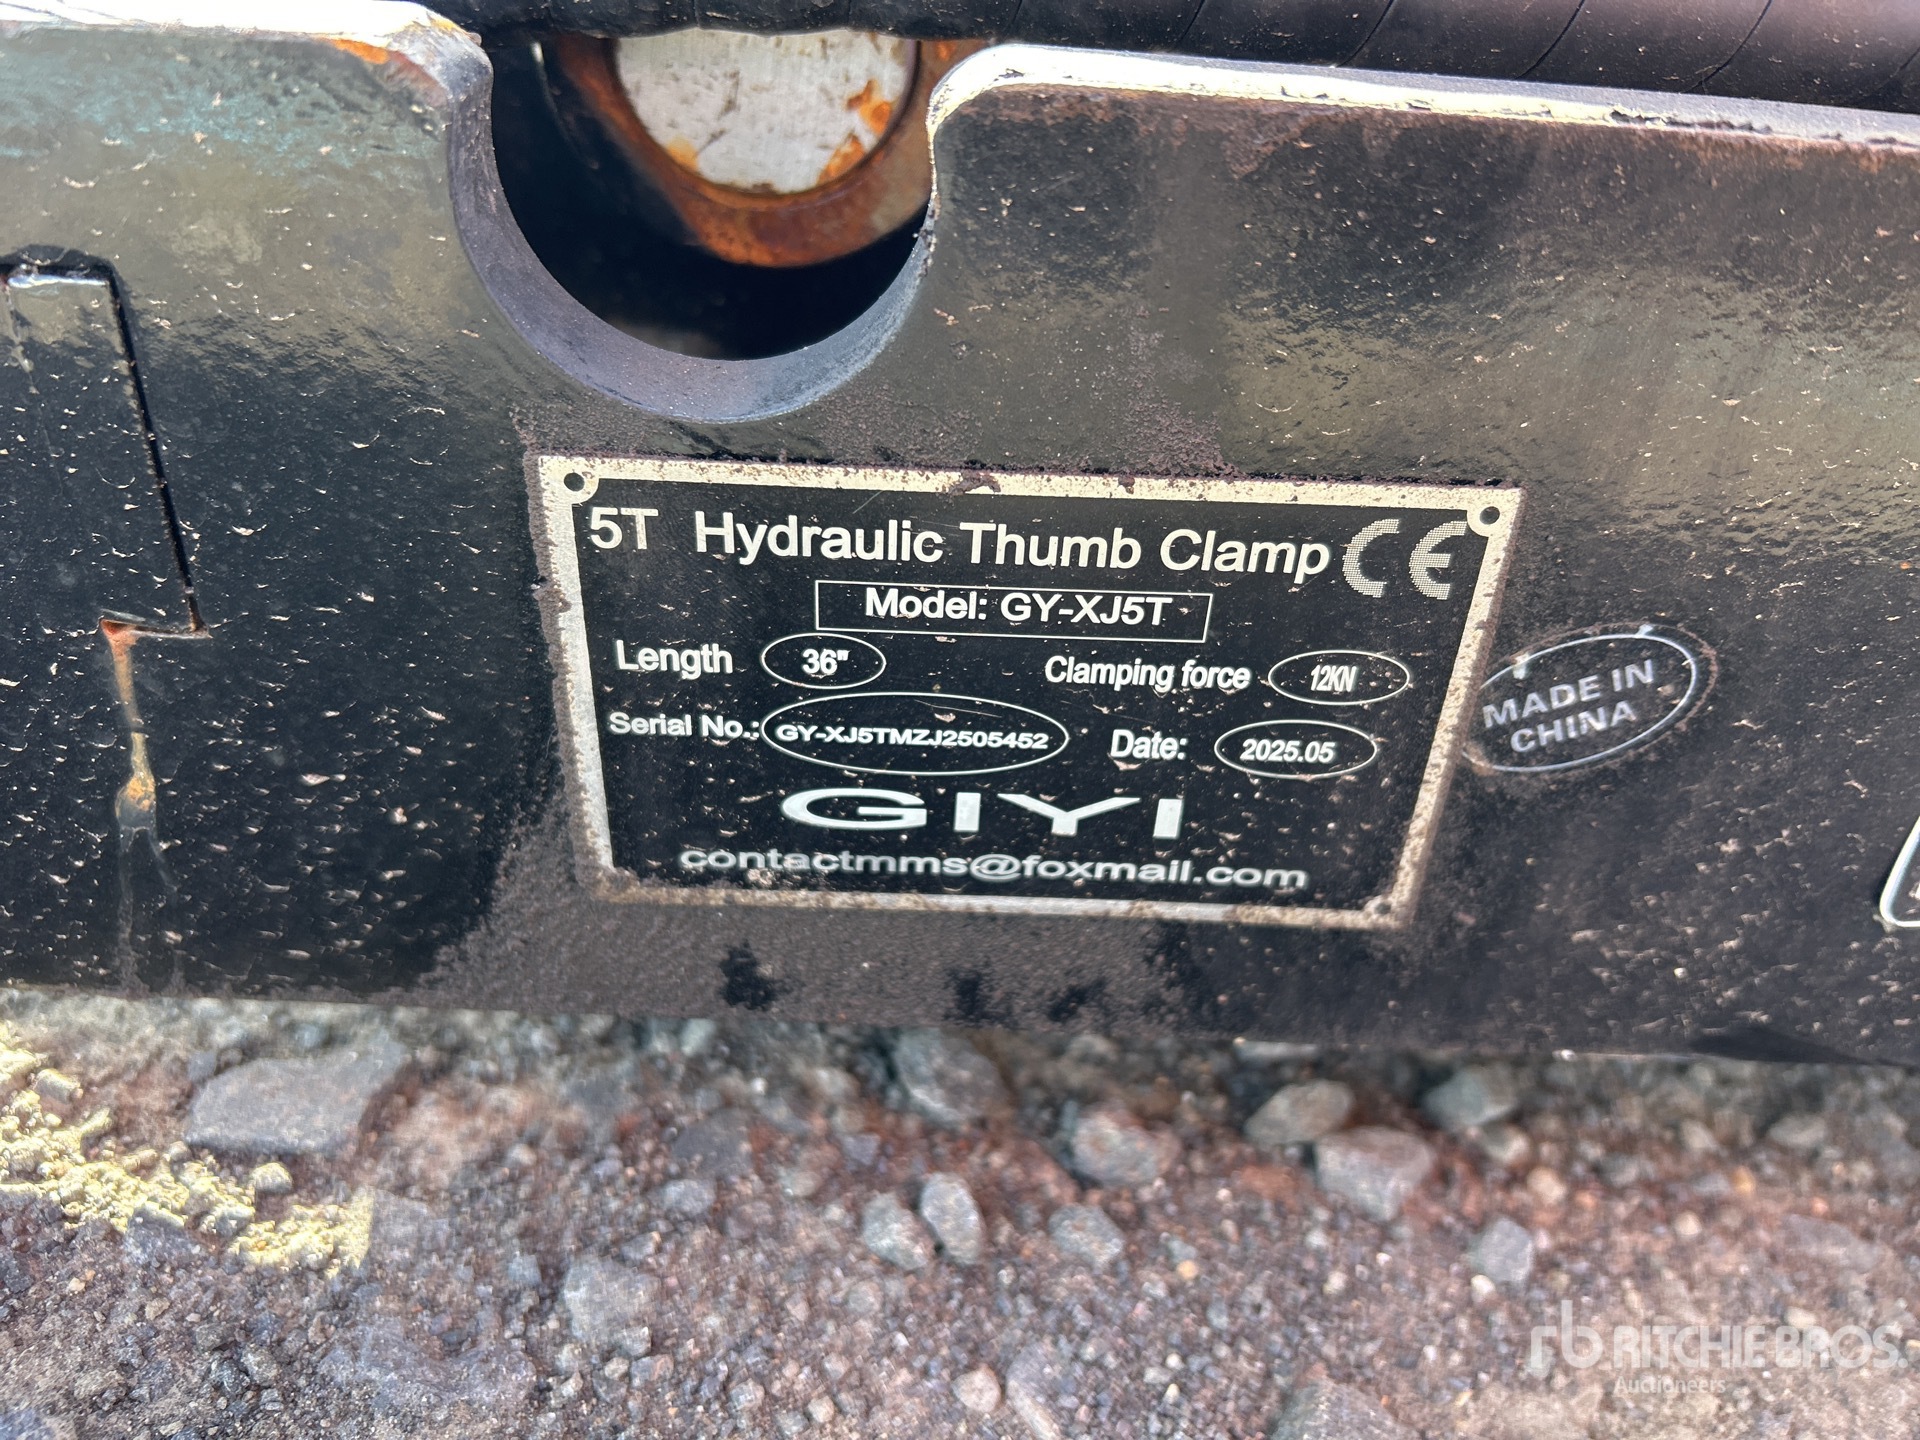 5T Hydraulic Thumb Clamp CE
Model: GY-XJ5T
Length 36" Clamping force 12KN
Serial No.: GY-XJ5TMZJ2505452 Date: 2025.05
GIYI
contactmms@foxmail.com
MADE IN
CHINA
rb RITCHIE BROS.
Auctioneers